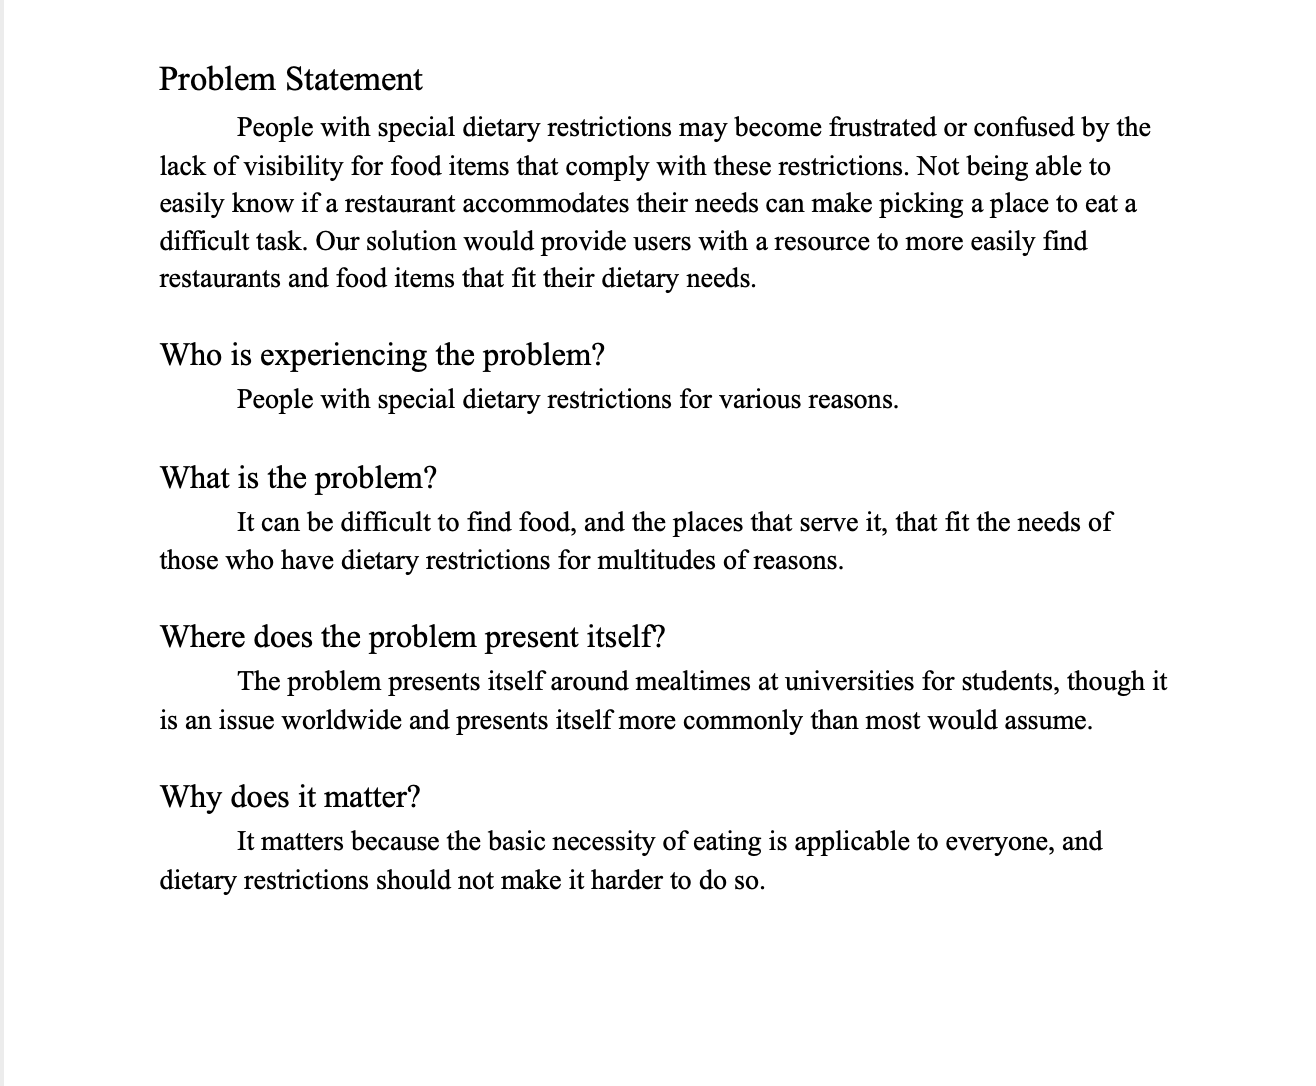 Problem Statement
People with special dietary restrictions may become frustrated or confused by the
lack of visibility for food items that comply with these restrictions. Not being able to
easily know if a restaurant accommodates their needs can make picking a place to eat a
difficult task. Our solution would provide users with a resource to more easily find
restaurants and food items that fit their dietary needs.
Who is experiencing the problem?
People with special dietary restrictions for various reasons.
What is the problem?
It can be difficult to find food, and the places that serve it, that fit the needs of
those who have dietary restrictions for multitudes of reasons.
Where does the problem present itself?
The problem presents itself around mealtimes at universities for students, though it
is an issue worldwide and presents itself more commonly than most would assume.
Why does it matter?
It matters because the basic necessity of eating is applicable to everyone, and
dietary restrictions should not make it harder to do so.